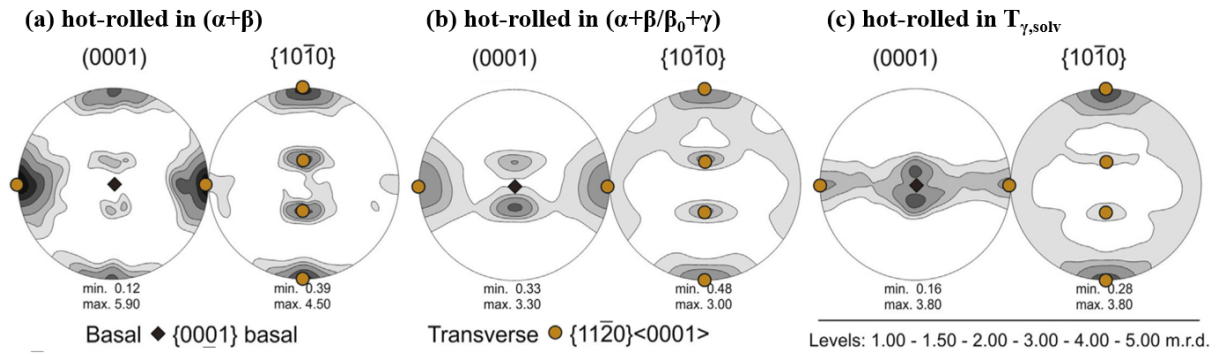 (a) hot-rolled in (α+β)
(b) hot-rolled in (α+β/β₀+γ)
(c) hot-rolled in Tγ,solv
(0001)
{101̅0}
(0001)
{101̅0}
(0001)
{101̅0}
min. 0.12
max. 5.90
min. 0.39
max. 4.50
min. 0.33
max. 3.30
min. 0.48
max. 3.00
min. 0.16
max. 3.80
min. 0.28
max. 3.80
Basal ◆ {0001} basal
Transverse ● {112̅0}<0001>
Levels: 1.00 - 1.50 - 2.00 - 3.00 - 4.00 - 5.00 m.r.d.